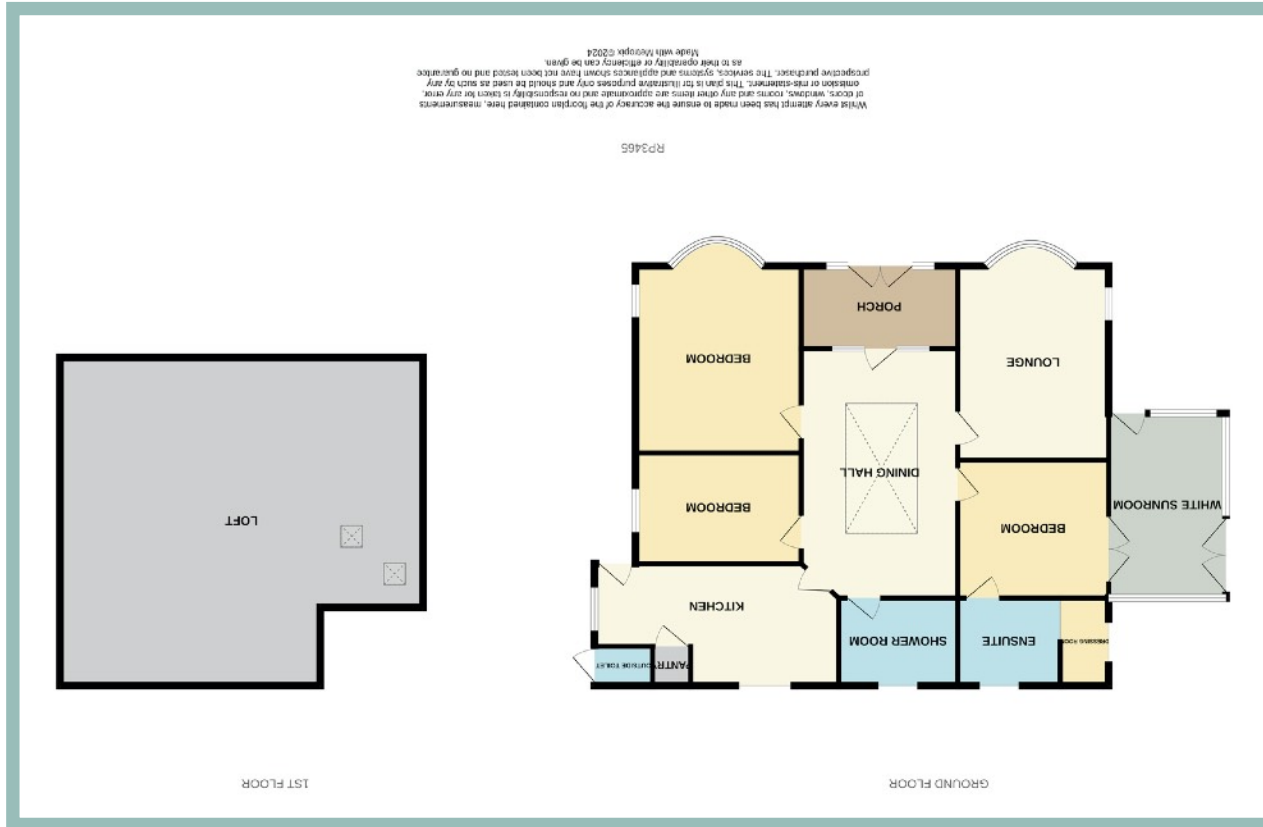 GROUND FLOOR
1ST FLOOR
DRESSING ROOM
ENSUITE
SHOWER ROOM
PANTRY
OUTSIDE TOILET
KITCHEN
WHITE SUNROOM
BEDROOM
DINING HALL
BEDROOM
LOUNGE
BEDROOM
PORCH
LOFT
RP3465
Whilst every attempt has been made to ensure the accuracy of the floorplan contained here, measurements
of doors, windows, rooms and any other items are approximate and no responsibility is taken for any error,
omission or mis-statement. This plan is for illustrative purposes only and should be used as such by any
prospective purchaser. The services, systems and appliances shown have not been tested and no guarantee
as to their operability or efficiency can be given.
Made with Metropix ©2024